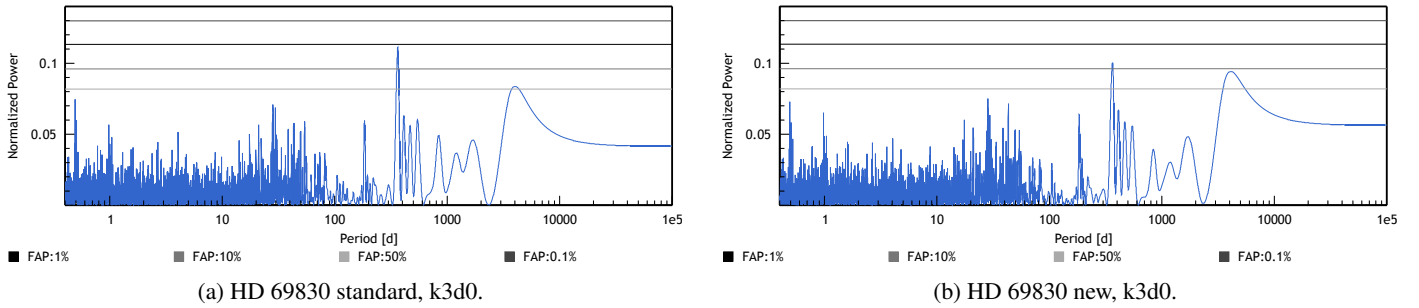 Normalized Power
0.1
0.05
1 10 100 1000 10000 1e5
Period [d]
FAP:1% FAP:10% FAP:50% FAP:0.1%
(a) HD 69830 standard, k3d0.
Normalized Power
0.1
0.05
1 10 100 1000 10000 1e5
Period [d]
FAP:1% FAP:10% FAP:50% FAP:0.1%
(b) HD 69830 new, k3d0.